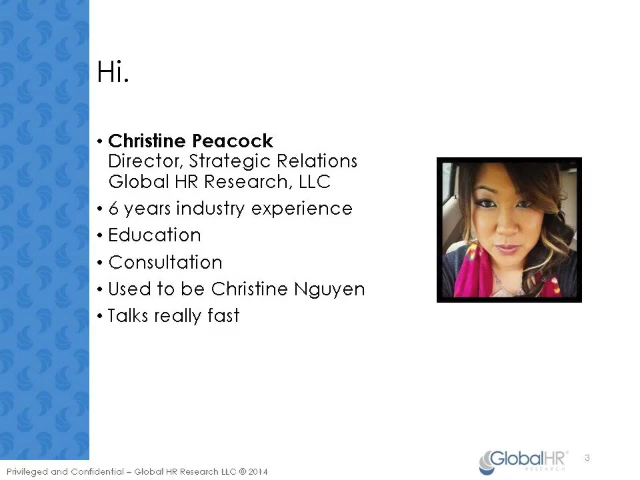 Hi.
• Christine Peacock
Director, Strategic Relations
Global HR Research, LLC
• 6 years industry experience
• Education
• Consultation
• Used to be Christine Nguyen
• Talks really fast
GlobalHR
RESEARCH
3
Privileged and Confidential – Global HR Research LLC © 2014